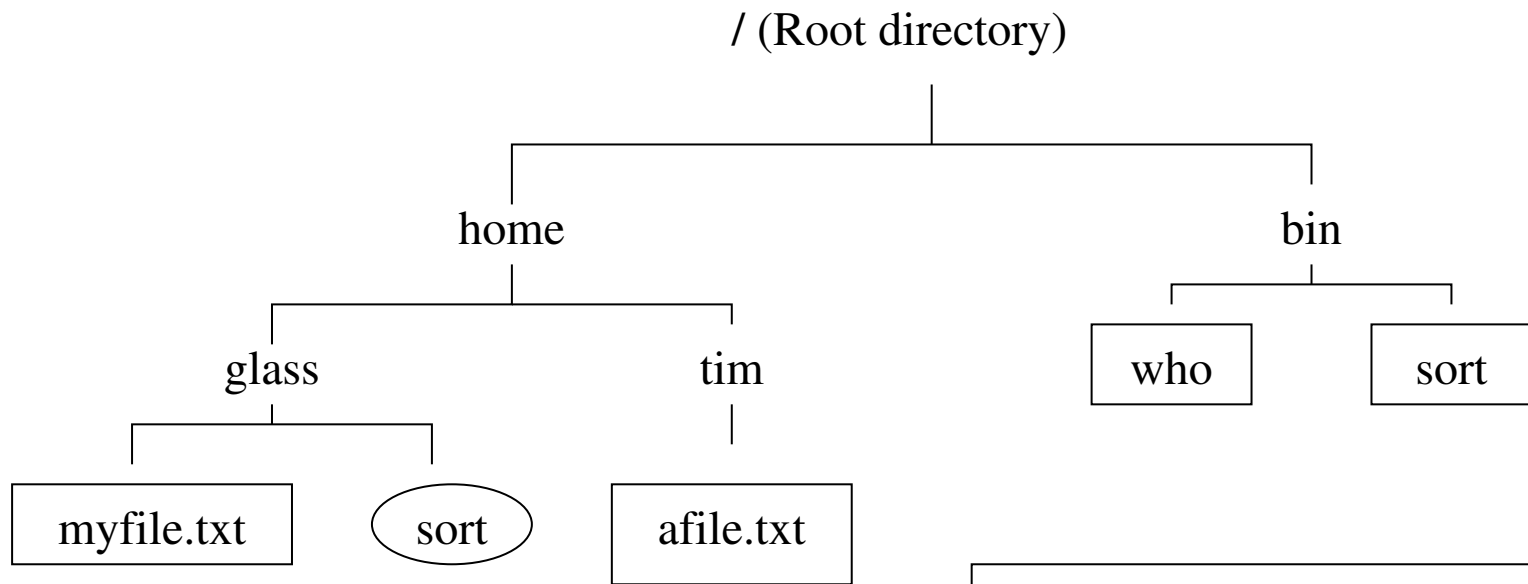 / (Root directory)
home bin
glass tim who sort
myfile.txt sort afile.txt